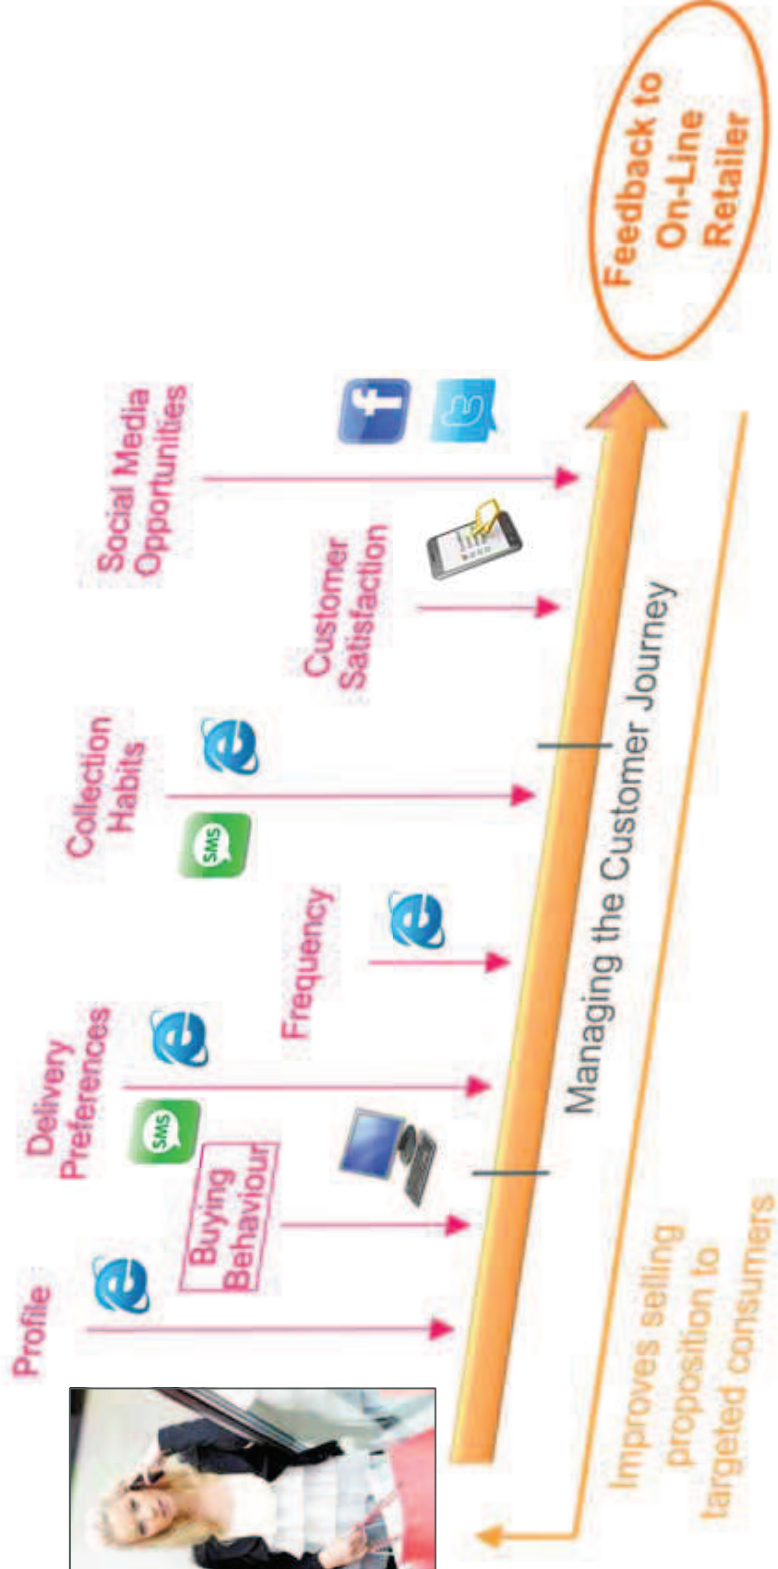 Profile
Buying
Behaviour
Delivery
Preferences
SMS
Frequency
Collection
Habits
SMS
Customer
Satisfaction
Social Media
Opportunities
f
t
Feedback to
On-Line
Retailer
Managing the Customer Journey
Improves selling
proposition to
targeted consumers